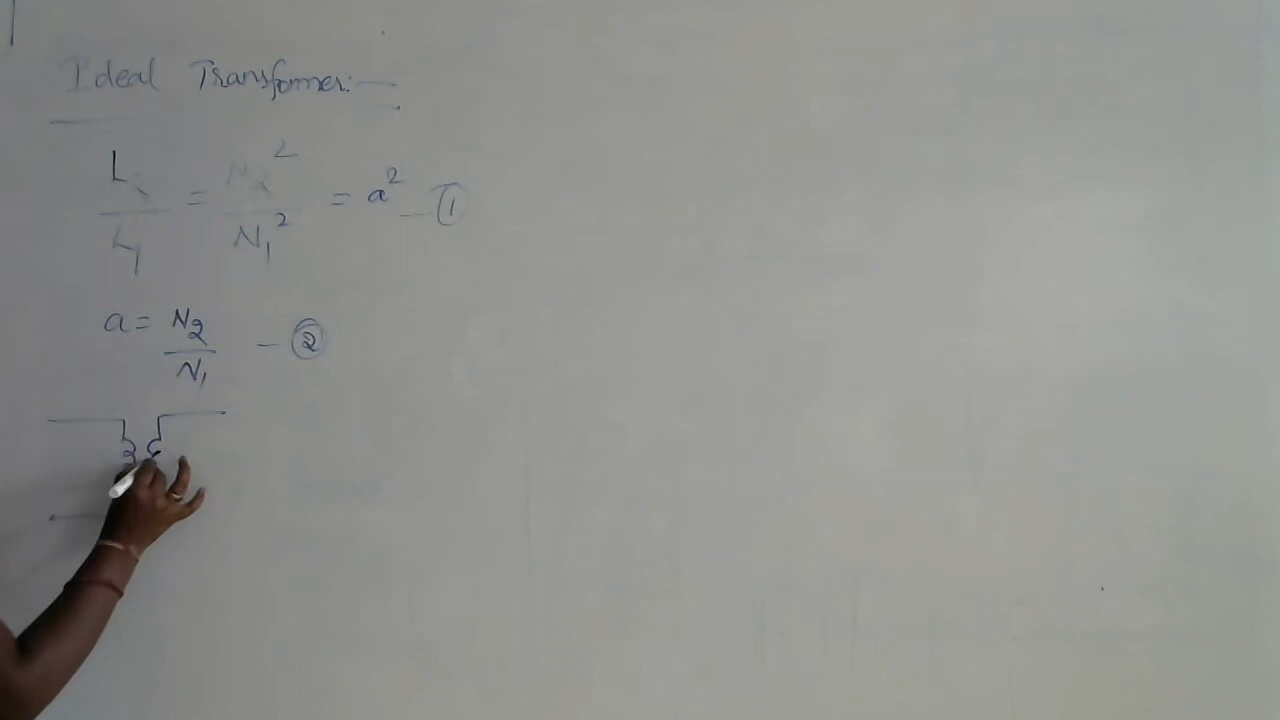 Ideal Transformer:-
L2/L1 = N2²/N1² = a² - ①
a = N2/N1 - ②